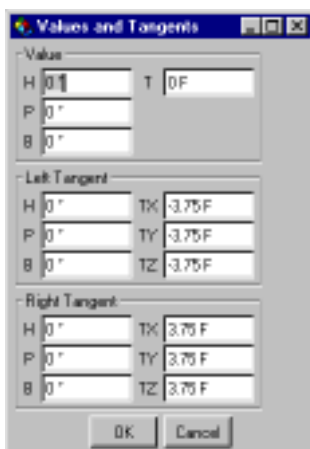 Values and Tangents
Value
H 0 ° T 0 F
P 0 °
B 0 °
Left Tangent
H 0 ° TX -3.75 F
P 0 ° TY -3.75 F
B 0 ° TZ -3.75 F
Right Tangent
H 0 ° TX 3.75 F
P 0 ° TY 3.75 F
B 0 ° TZ 3.75 F
OK Cancel